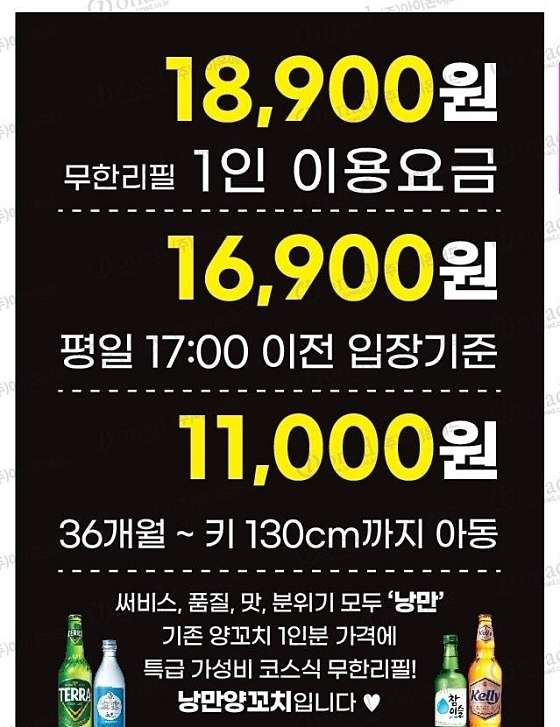 18,900원
무한리필 1인 이용요금
16,900원
평일 17:00 이전 입장기준
11,000원
36개월 ~ 키 130cm까지 아동
써비스, 품질, 맛, 분위기 모두 ‘낭만’
기존 양꼬치 1인분 가격에
특급 가성비 코스식 무한리필!
낭만양꼬치입니다 ♥
TERRA
참이슬
Kelly